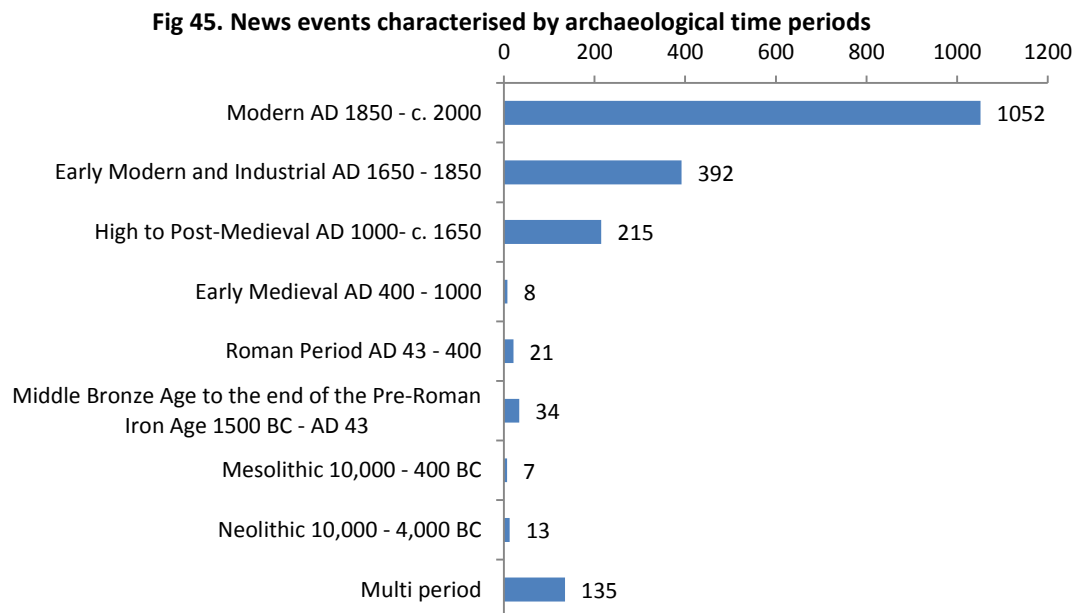 Fig 45. News events characterised by archaeological time periods
0 200 400 600 800 1000 1200
Modern AD 1850 - c. 2000 1052
Early Modern and Industrial AD 1650 - 1850 392
High to Post-Medieval AD 1000- c. 1650 215
Early Medieval AD 400 - 1000 8
Roman Period AD 43 - 400 21
Middle Bronze Age to the end of the Pre-Roman
Iron Age 1500 BC - AD 43 34
Mesolithic 10,000 - 400 BC 7
Neolithic 10,000 - 4,000 BC 13
Multi period 135